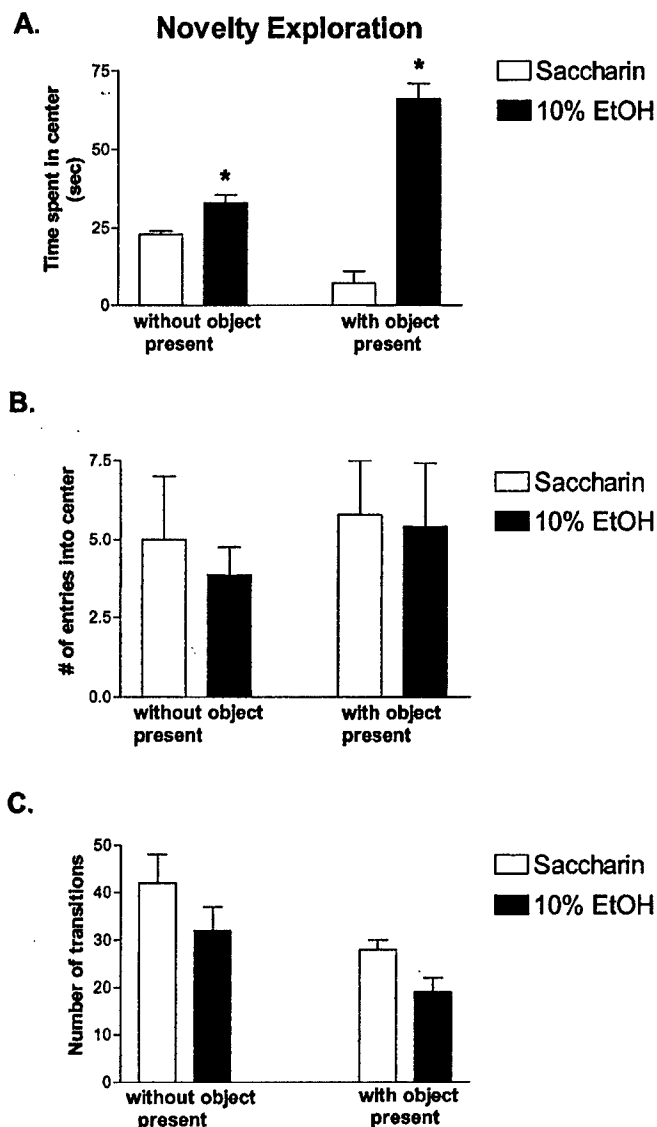 A.
Novelty Exploration
Time spent in center
(sec)
75
50
25
0
*
*
without object
present
with object
present
Saccharin
10% EtOH
B.
# of entries into center
7.5
5.0
2.5
0.0
without object
present
with object
present
Saccharin
10% EtOH
C.
Number of transitions
50
40
30
20
10
0
without object
present
with object
present
Saccharin
10% EtOH